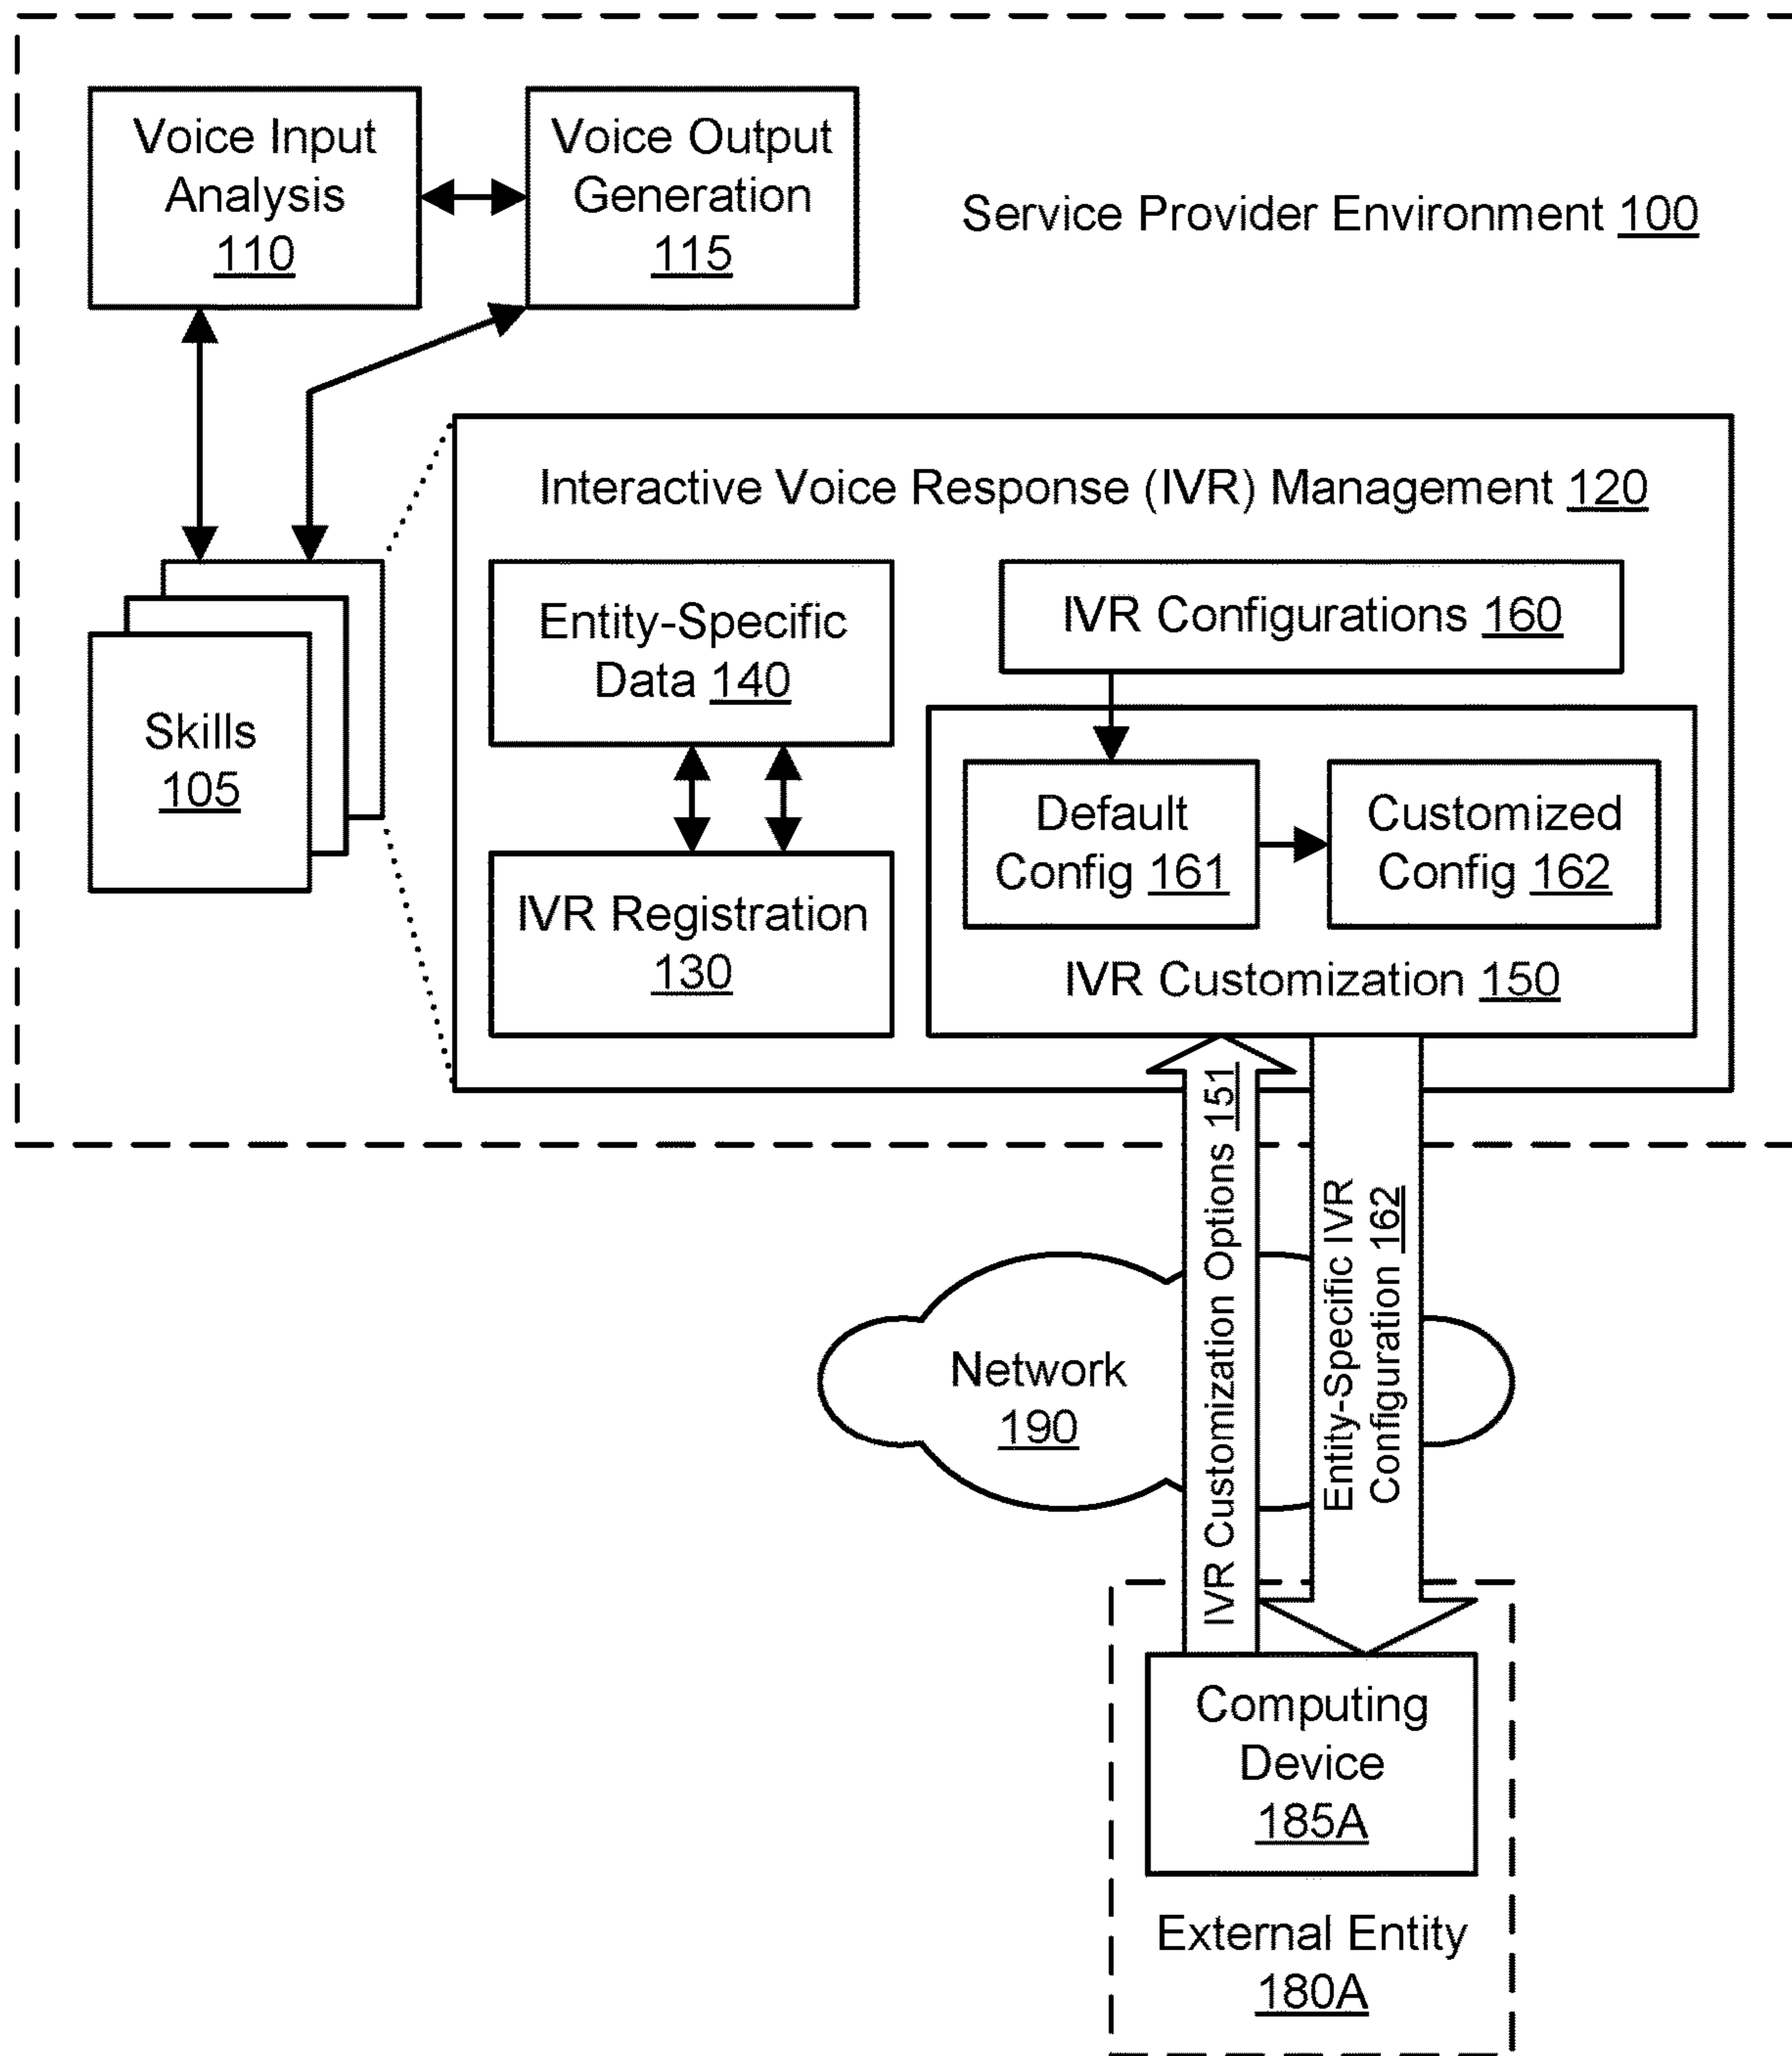 Voice Input
Analysis
110
Voice Output
Generation
115
Service Provider Environment 100
Interactive Voice Response (IVR) Management 120
Skills
105
Entity-Specific
Data 140
IVR Registration
130
IVR Configurations 160
Default
Config 161
Customized
Config 162
IVR Customization 150
IVR Customization Options 151
Entity-Specific IVR
Configuration 162
Network
190
Computing
Device
185A
External Entity
180A